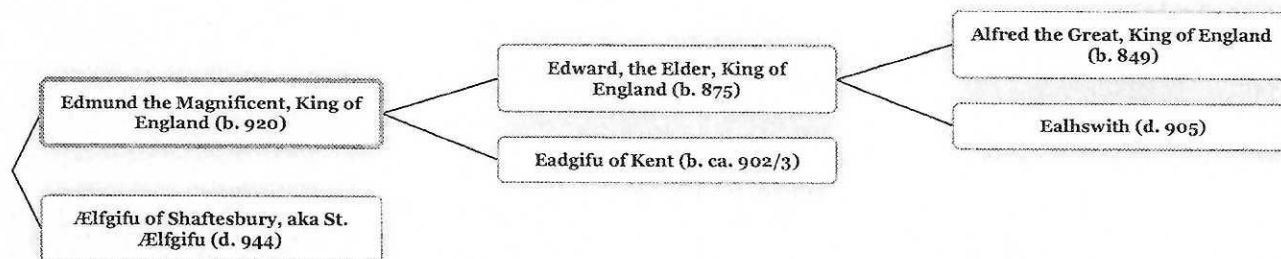 Alfred the Great, King of England
(b. 849)
Edward, the Elder, King of
England (b. 875)
Edmund the Magnificent, King of
England (b. 920)
Ealhswith (d. 905)
Eadgifu of Kent (b. ca. 902/3)
Ælfgifu of Shaftesbury, aka St.
Ælfgifu (d. 944)